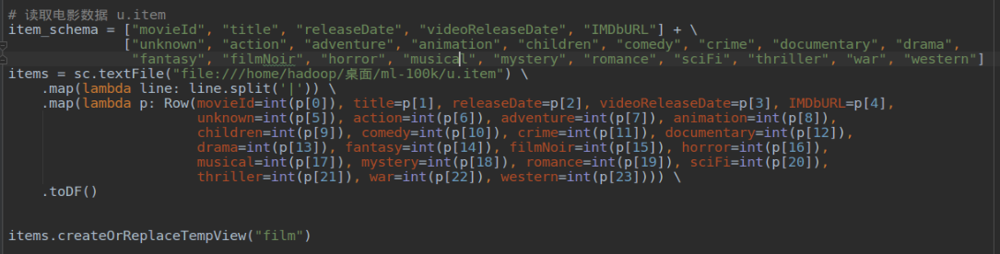 # 读取电影数据 u.item
item_schema = ["movieId", "title", "releaseDate", "videoReleaseDate", "IMDbURL"] + \
["unknown", "action", "adventure", "animation", "children", "comedy", "crime", "documentary", "drama",
"fantasy", "filmNoir", "horror", "musical", "mystery", "romance", "sciFi", "thriller", "war", "western"]
items = sc.textFile("file:///home/hadoop/桌面/ml-100k/u.item") \
.map(lambda line: line.split('|')) \
.map(lambda p: Row(movieId=int(p[0]), title=p[1], releaseDate=p[2], videoReleaseDate=p[3], IMDbURL=p[4],
unknown=int(p[5]), action=int(p[6]), adventure=int(p[7]), animation=int(p[8]),
children=int(p[9]), comedy=int(p[10]), crime=int(p[11]), documentary=int(p[12]),
drama=int(p[13]), fantasy=int(p[14]), filmNoir=int(p[15]), horror=int(p[16]),
musical=int(p[17]), mystery=int(p[18]), romance=int(p[19]), sciFi=int(p[20]),
thriller=int(p[21]), war=int(p[22]), western=int(p[23]))) \
.toDF()
items.createOrReplaceTempView("film")